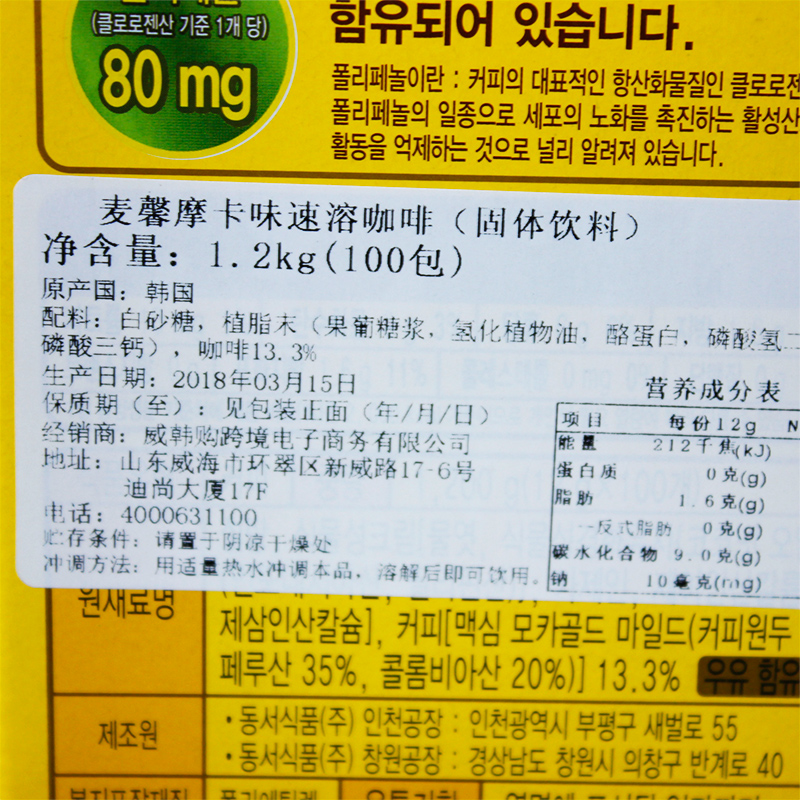 (클로로젠산 기준 1개 당)
80 mg
함유되어 있습니다.
폴리페놀이란 : 커피의 대표적인 항산화물질인 클로로젠
폴리페놀의 일종으로 세포의 노화를 촉진하는 활성산
활동을 억제하는 것으로 널리 알려져 있습니다.
麦馨摩卡味速溶咖啡（固体饮料）
净含量：1.2kg(100包)
原产国：韩国
配料：白砂糖，植脂末（果葡糖浆，氢化植物油，酪蛋白，磷酸氢二
磷酸三钙），咖啡13.3%
生产日期：2018年03月15日
保质期（至）：见包装正面（年/月/日）
经销商：威韩购跨境电子商务有限公司
地址：山东威海市环翠区新威路17-6号
迪尚大厦17F
电话：4000631100
贮存条件：请置于阴凉干燥处
冲调方法：用适量热水冲调本品，溶解后即可饮用。
营养成分表
项目 每份12g N
能量 212千焦(kJ)
蛋白质 0克(g)
脂肪 1.6克(g)
--反式脂肪 0克(g)
碳水化合物 9.0克(g)
钠 10毫克(mg)
원재료명
제삼인산칼슘], 커피[맥심 모카골드 마일드(커피원두
페루산 35%, 콜롬비아산 20%)] 13.3% 우유 함유
제조원
•동서식품(주) 인천공장 : 인천광역시 부평구 새벌로 55
•동서식품(주) 창원공장 : 경상남도 창원시 의창구 반계로 40